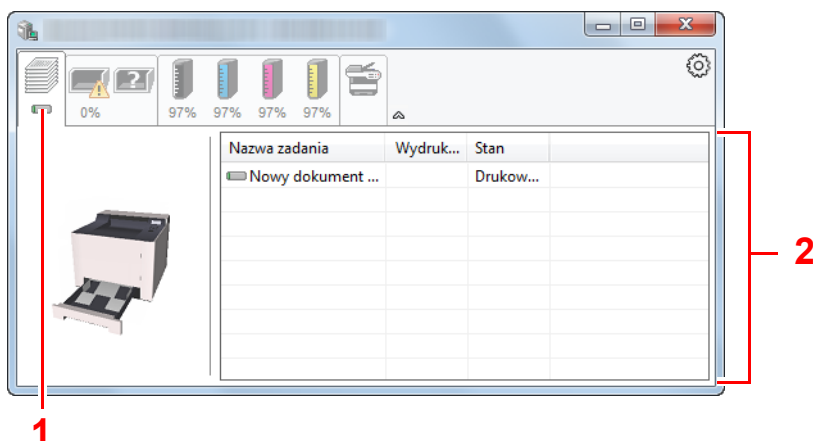 ?
0% 97% 97% 97% 97%
Nazwa zadania Wydruk... Stan
Nowy dokument ... Drukow...
2
1